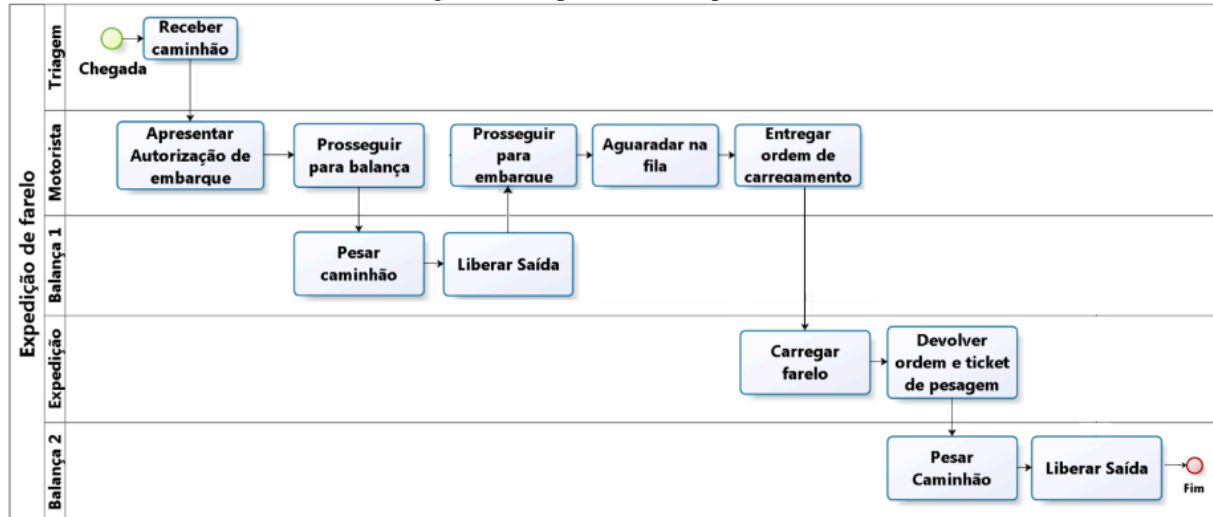 Expedição de farelo
Triagem
Chegada
Receber
caminhão
Motorista
Apresentar
Autorização de
embarque
Prosseguir
para balança
Prosseguir
para
embarque
Aguaradar na
fila
Entregar
ordem de
carregamento
Balança 1
Pesar
caminhão
Liberar Saída
Expedição
Carregar
farelo
Devolver
ordem e ticket
de pesagem
Balança 2
Pesar
Caminhão
Liberar Saída
Fim